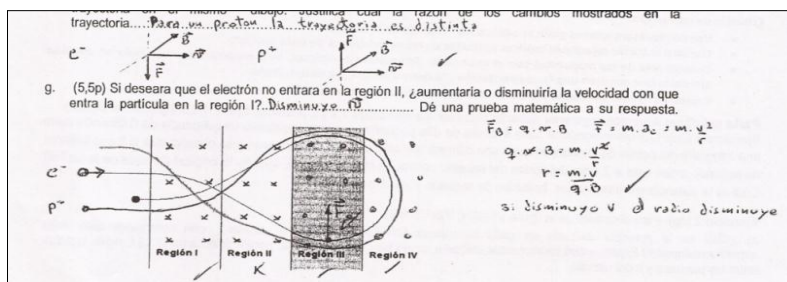 trayectoria en el mismo dibujo. Justifica cuál la razón de los cambios mostrados en la
trayectoria....Para un proton la trayectoria es distinta
e⁻ B⃗ N⃗ F⃗ p⁺ F⃗ B⃗ N⃗
g. (5,5p) Si deseara que el electrón no entrara en la región II, ¿aumentaría o disminuiría la velocidad con que
entra la partícula en la región I?..Disminuyo N⃗.......... Dé una prueba matemática a su respuesta.
F⃗B = q.v.B F⃗ = m.ac = m.v²/r
q.v.B = m.v²/r
r = m.v/q.B
si disminuyo v el radio disminuye
e⁻
p⁺
Región I Región II Región III Región IV
K